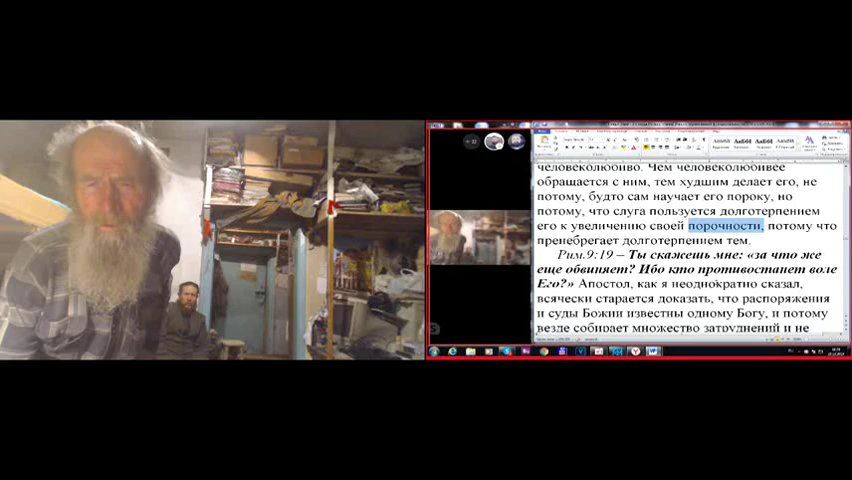 человеколюбиво. Чем человеколюбивее
обращается с ним, тем худшим делает его, не
потому, будто сам научает его пороку, но
потому, что слуга пользуется долготерпением
его к увеличению своей порочности, потому что
пренебрегает долготерпением тем.
Рим.9:19 – Ты скажешь мне: «за что же
еще обвиняет? Ибо кто противостанет воле
Его?» Апостол, как я неоднократно сказал,
всячески старается доказать, что распоряжения
и суды Божии известны одному Богу, и потому
везде собирает множество затруднений и не